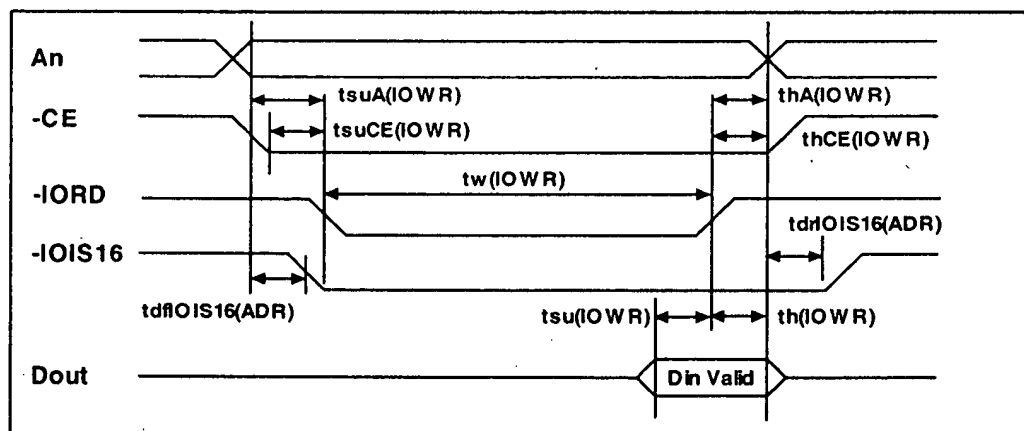 An
tsuA(IOWR)
thA(IOWR)
-CE
tsuCE(IOWR)
thCE(IOWR)
tw(IOWR)
-IORD
tdrIOIS16(ADR)
-IOIS16
tdfIOIS16(ADR)
tsu(IOWR)
th(IOWR)
Dout
Din Valid